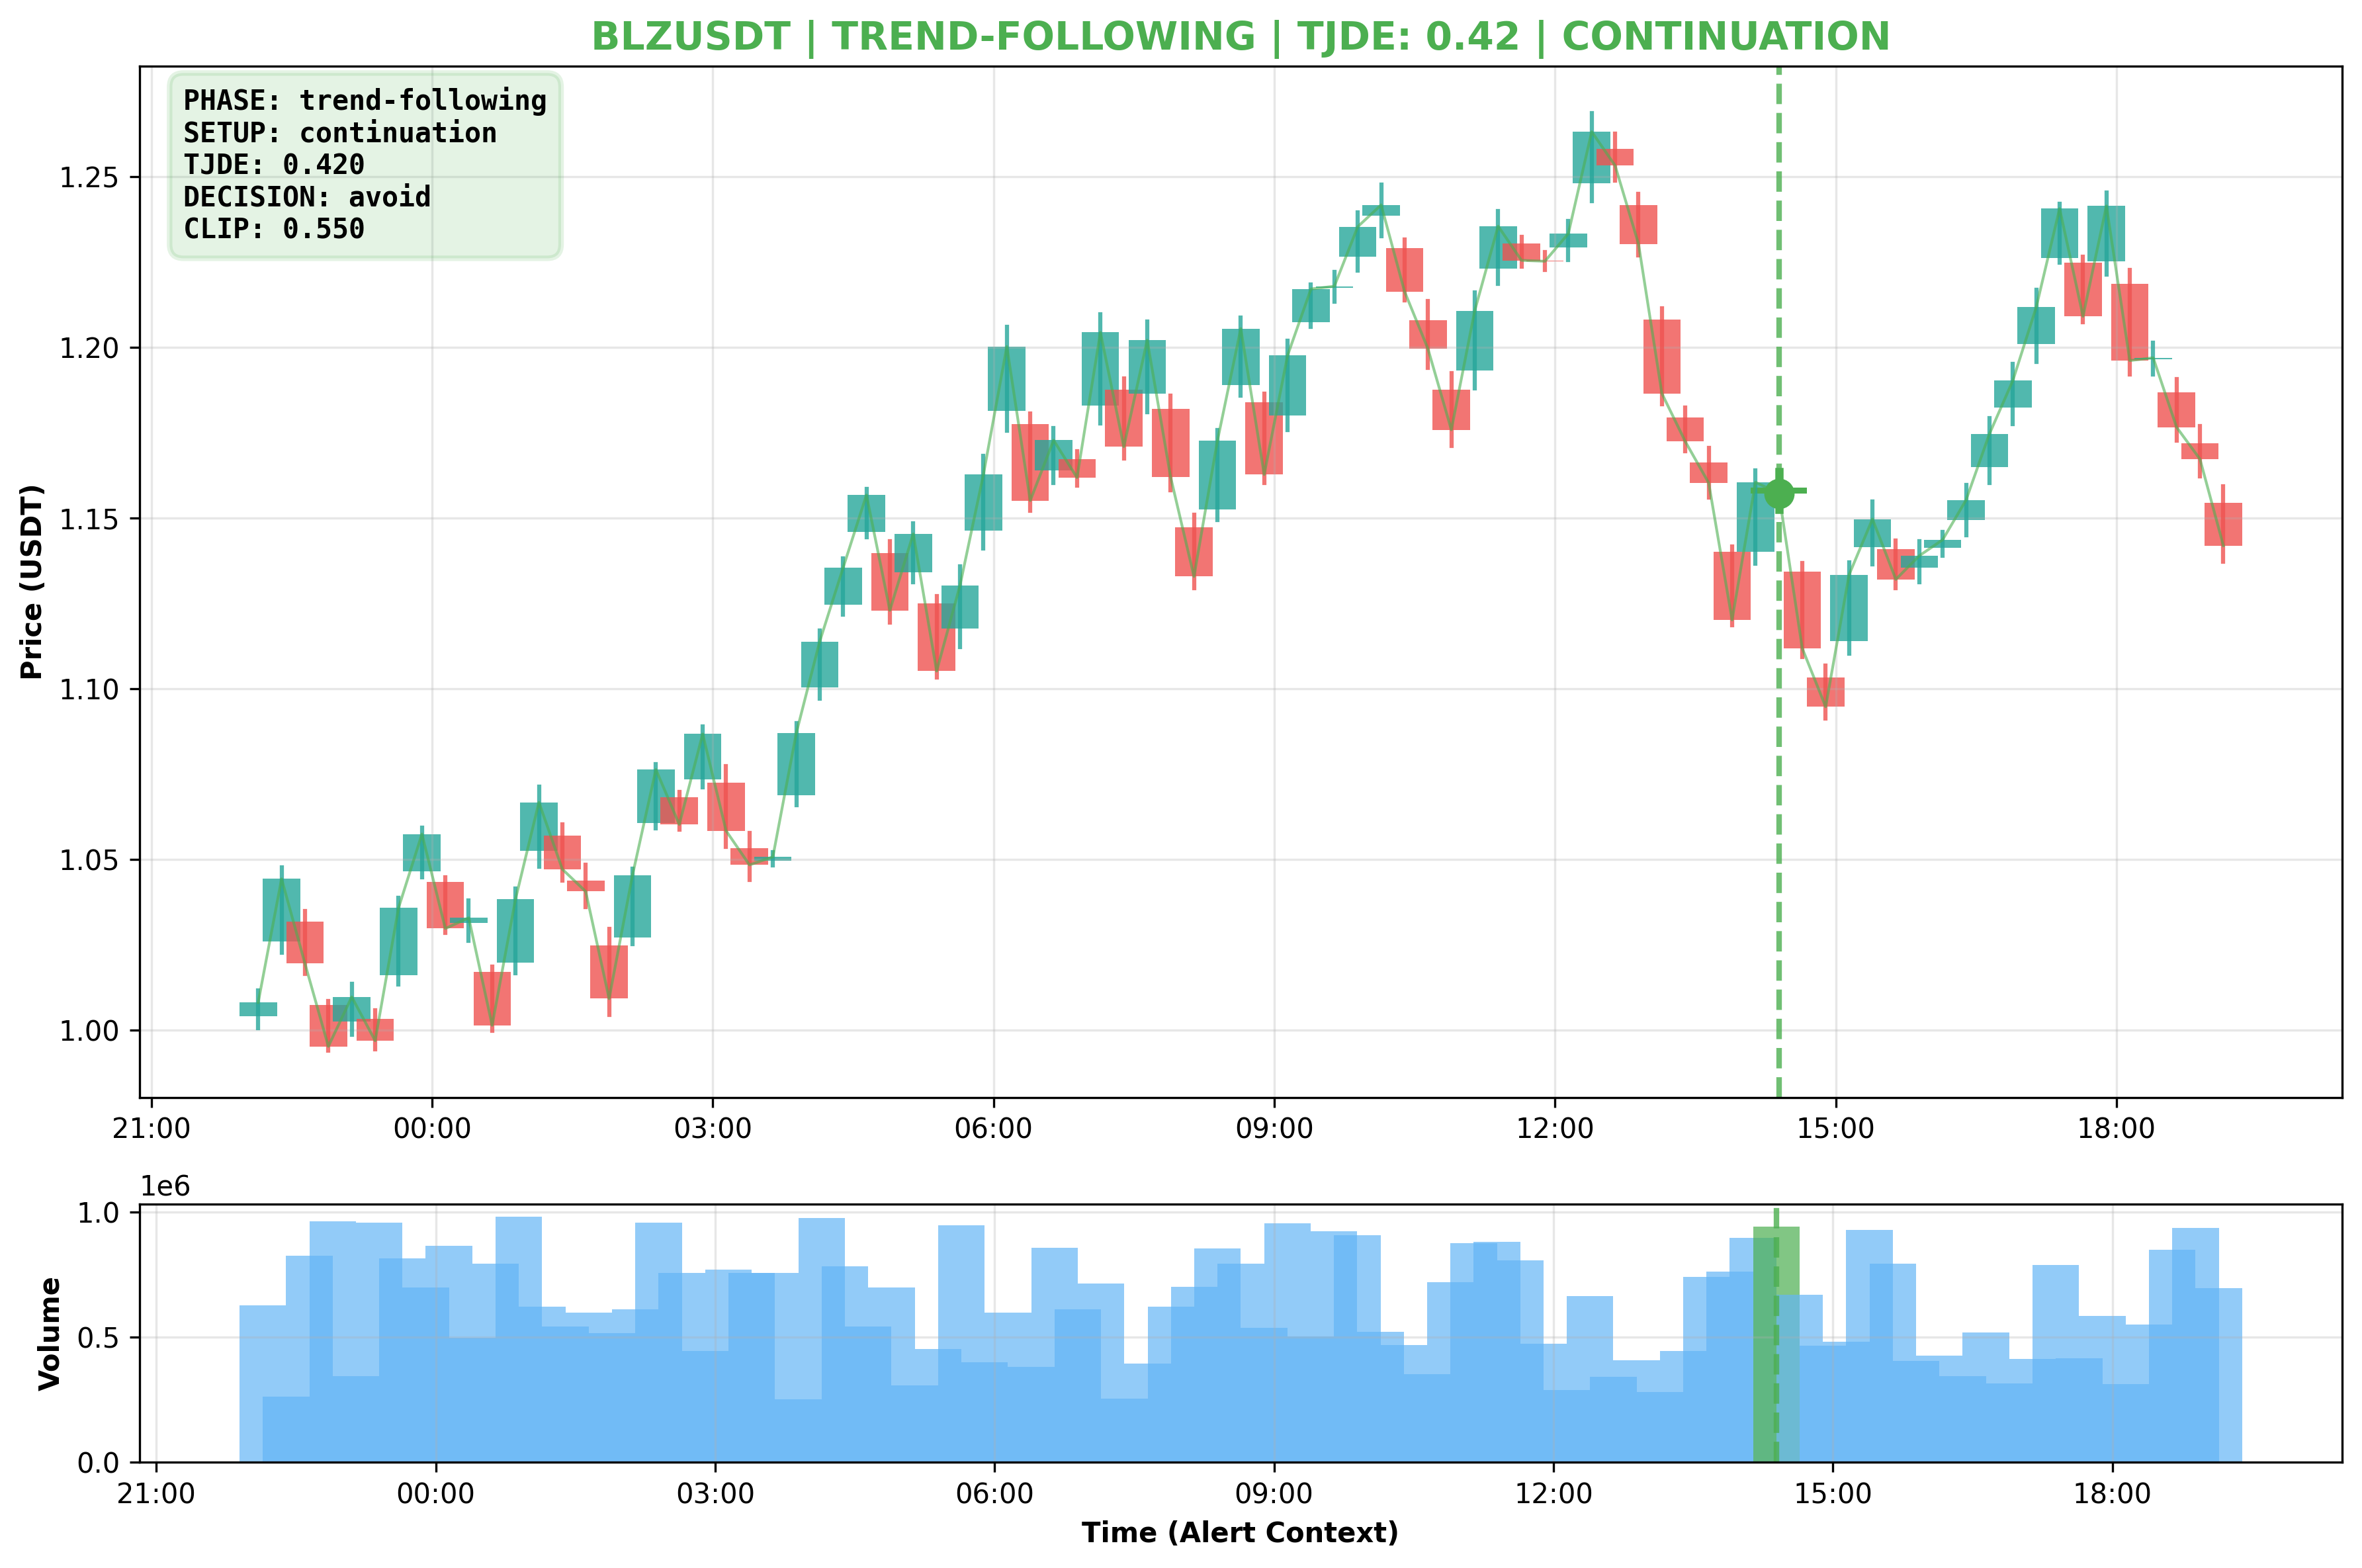 BLZUSDT | TREND-FOLLOWING | TJDE: 0.42 | CONTINUATION
PHASE: trend-following
SETUP: continuation
TJDE: 0.420
DECISION: avoid
CLIP: 0.550
Price (USDT)
1.25
1.20
1.15
1.10
1.05
1.00
21:00 00:00 03:00 06:00 09:00 12:00 15:00 18:00
1e6
Volume
1.0
0.5
0.0
21:00 00:00 03:00 06:00 09:00 12:00 15:00 18:00
Time (Alert Context)